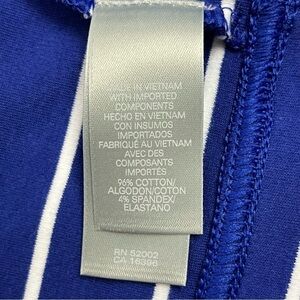 MADE IN VIETNAM
WITH IMPORTED
COMPONENTS
HECHO EN VIETNAM
CON INSUMOS
IMPORTADOS
FABRIQUÉ AU VIETNAM
AVEC DES
COMPOSANTS
IMPORTÉS
96% COTTON/
ALGODON/COTON
4% SPANDEX/
ELASTANO
RN 52002
CA 16398